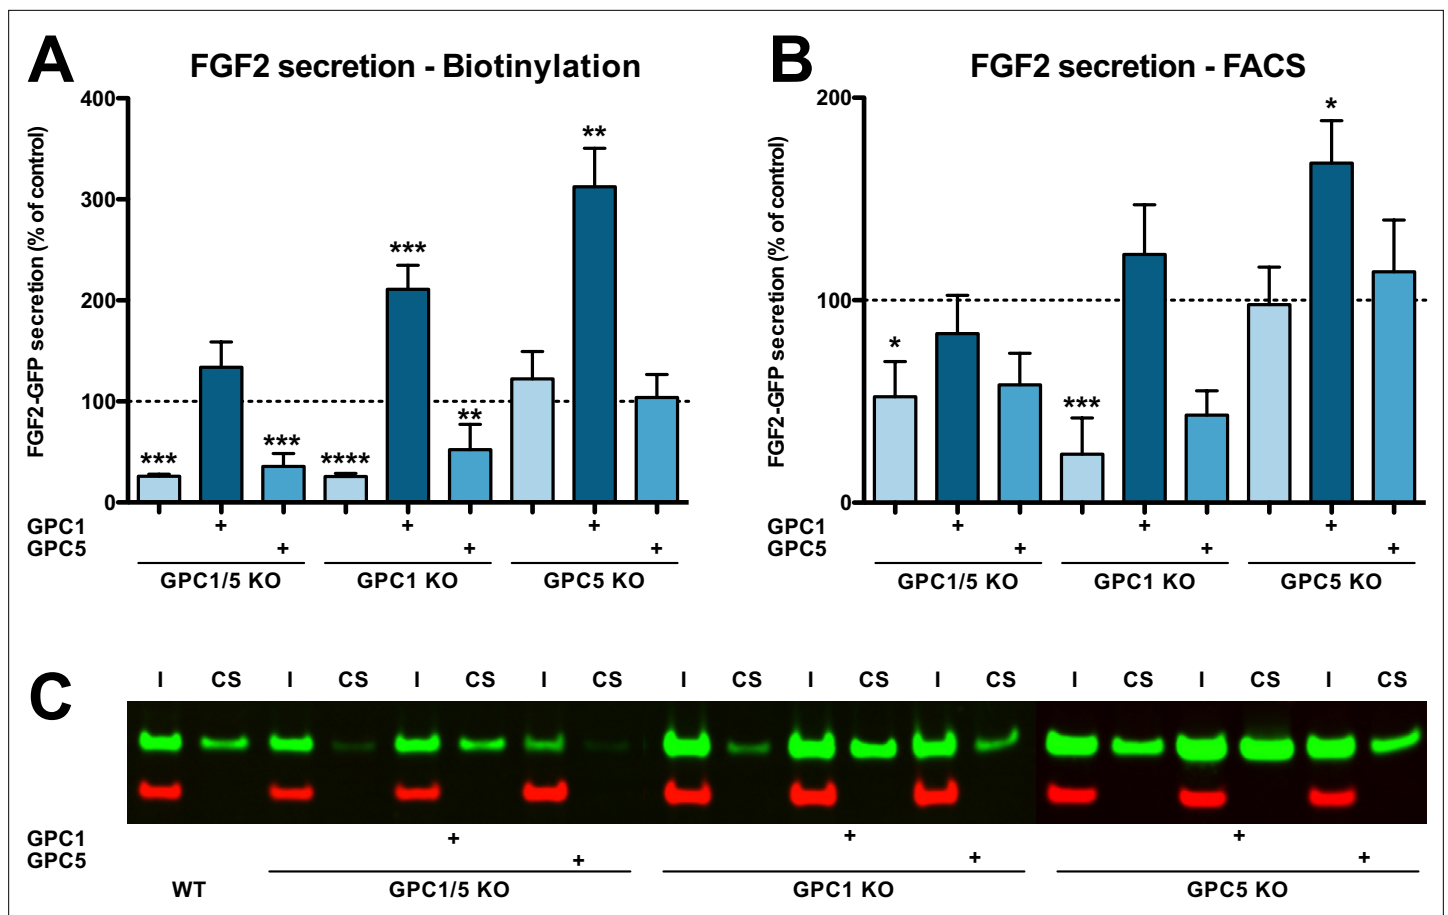 A
FGF2 secretion - Biotinylation
FGF2-GFP secretion (% of control)
400
300
200
100
0
***
***
****
***
**
**
GPC1 + + +
GPC5 + + +
GPC1/5 KO GPC1 KO GPC5 KO
B
FGF2 secretion - FACS
FGF2-GFP secretion (% of control)
200
100
0
*
***
*
GPC1 + + +
GPC5 + + +
GPC1/5 KO GPC1 KO GPC5 KO
C
I CS I CS I CS I CS I CS I CS I CS I CS I CS I CS
GPC1 + + +
GPC5 + + +
WT GPC1/5 KO GPC1 KO GPC5 KO